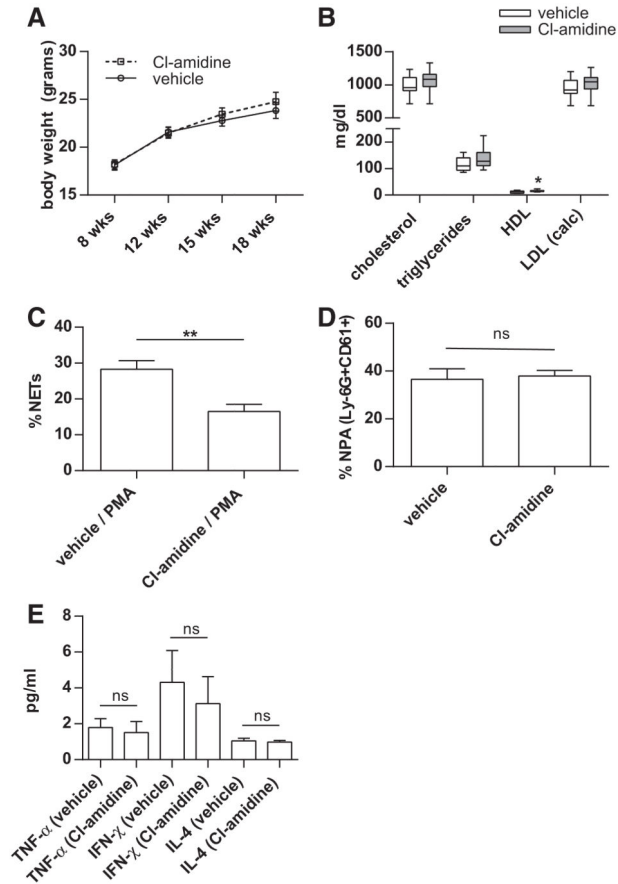 A
body weight (grams)
30
25
20
15
Cl-amidine
vehicle
8 wks
12 wks
15 wks
18 wks
B
vehicle
Cl-amidine
mg/dl
1500
1000
500
200
100
0
*
cholesterol
triglycerides
HDL
LDL (calc)
C
%NETs
40
30
20
10
0
**
vehicle / PMA
Cl-amidine / PMA
D
% NPA (Ly-6G+CD61+)
60
40
20
0
ns
vehicle
Cl-amidine
E
pg/ml
8
6
4
2
0
ns
ns
ns
TNF-α (vehicle)
TNF-α (Cl-amidine)
IFN-χ (vehicle)
IFN-χ (Cl-amidine)
IL-4 (vehicle)
IL-4 (Cl-amidine)